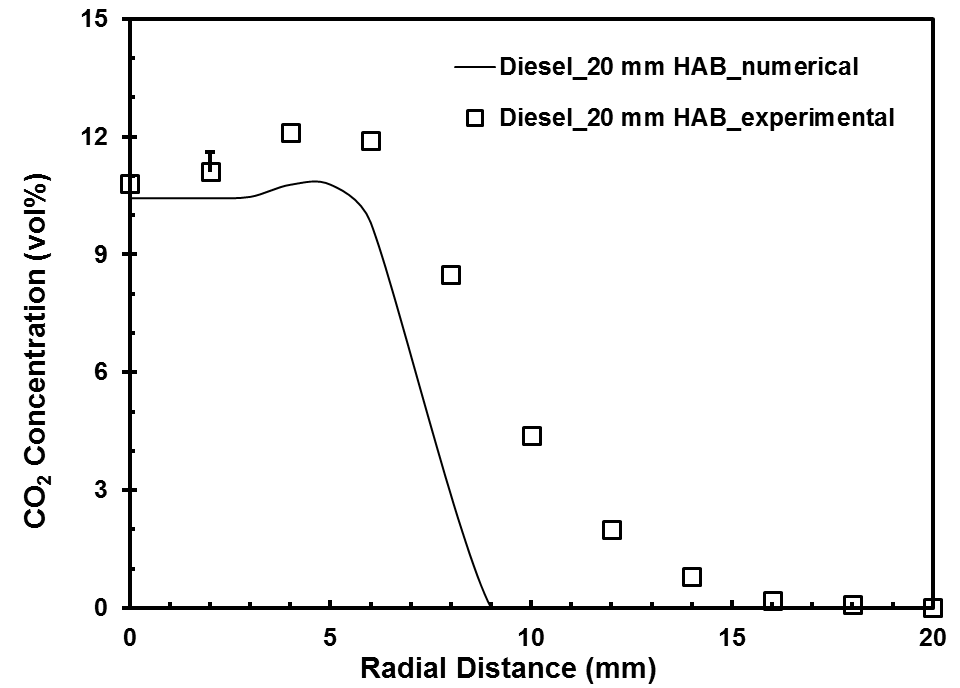 15
12
9
6
3
0
CO₂ Concentration (vol%)
Diesel_20 mm HAB_numerical
Diesel_20 mm HAB_experimental
0 5 10 15 20
Radial Distance (mm)